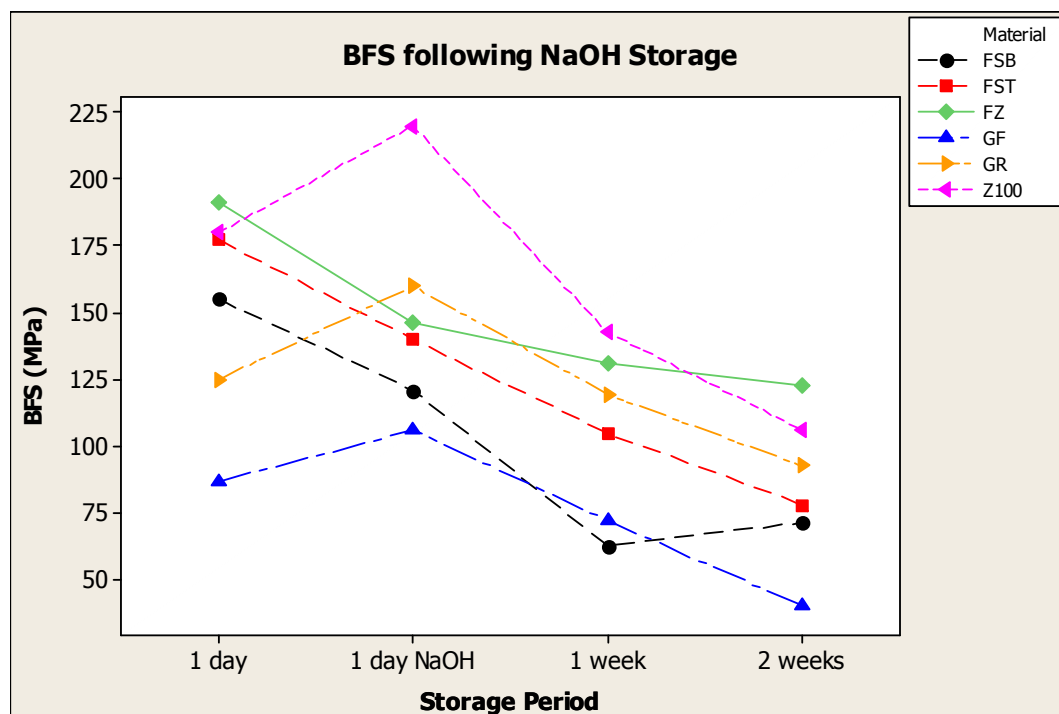 BFS following NaOH Storage
Material
FSB
FST
FZ
GF
GR
Z100
BFS (MPa)
225
200
175
150
125
100
75
50
1 day
1 day NaOH
1 week
2 weeks
Storage Period